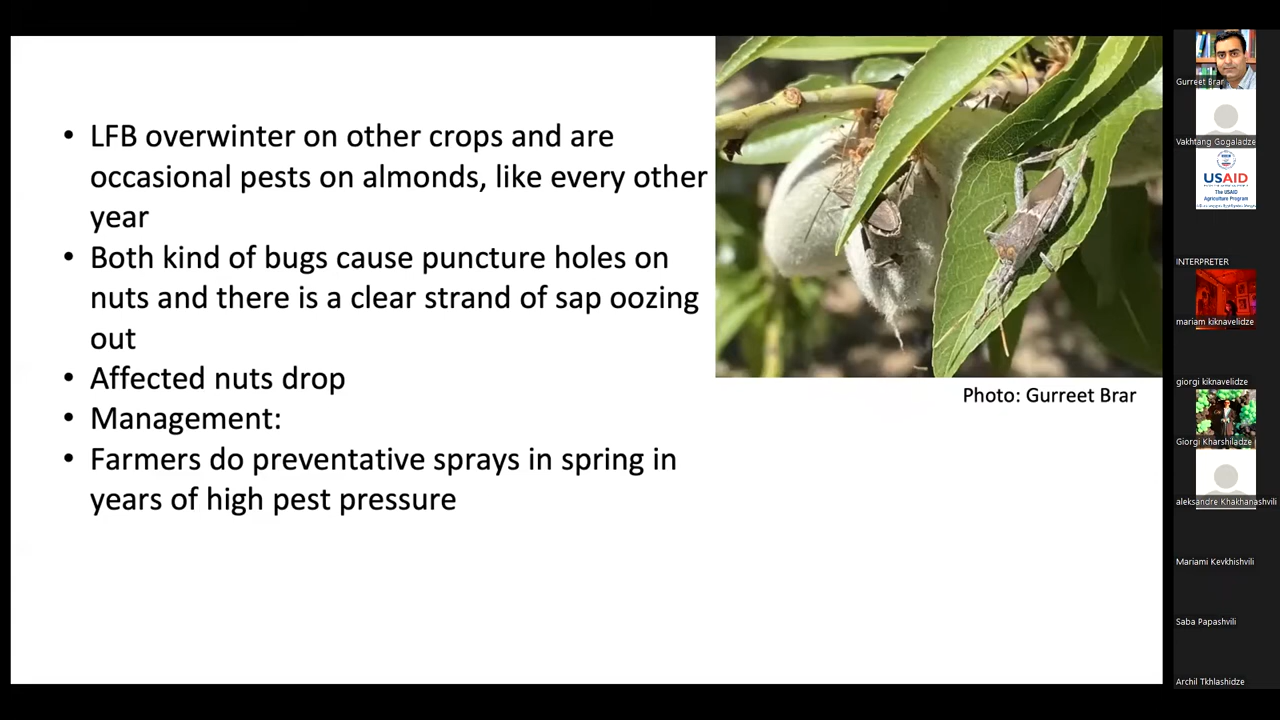 • LFB overwinter on other crops and are
occasional pests on almonds, like every other
year
• Both kind of bugs cause puncture holes on
nuts and there is a clear strand of sap oozing
out
• Affected nuts drop
• Management:
• Farmers do preventative sprays in spring in
years of high pest pressure
Photo: Gurreet Brar
Gurreet Brar
Vakhtang Gogaladze
USAID
The USAID
Agriculture Program
INTERPRETER
mariam kiknavelidze
giorgi kiknavelidze
Giorgi Kharshiladze
aleksandre Khakhanashvili
Mariami Kevkhishvili
Saba Papashvili
Archil Tkhlashidze